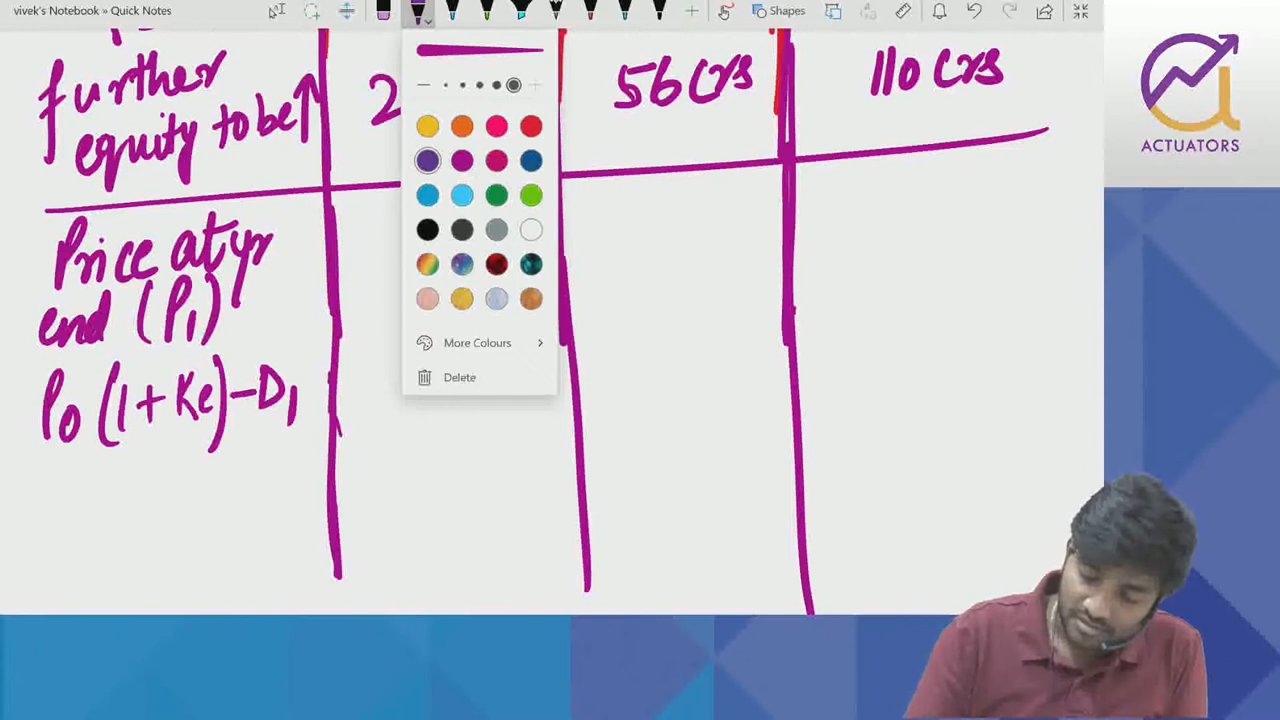 vivek's Notebook » Quick Notes
Shapes
ACTUATORS
further
equity to be ↑
2
56 Crs
110 Crs
Price at yr
end (P1)
P0 (1 + Ke) - D1
More Colours
Delete